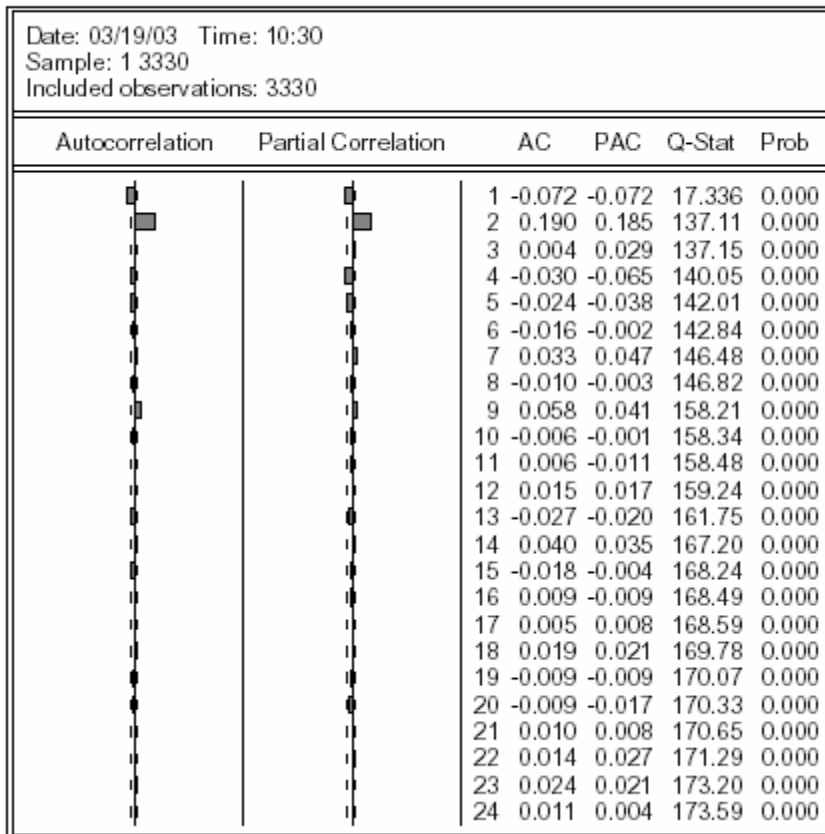 Date: 03/19/03 Time: 10:30
Sample: 1 3330
Included observations: 3330
Autocorrelation Partial Correlation AC PAC Q-Stat Prob
1 -0.072 -0.072 17.336 0.000
2 0.190 0.185 137.11 0.000
3 0.004 0.029 137.15 0.000
4 -0.030 -0.065 140.05 0.000
5 -0.024 -0.038 142.01 0.000
6 -0.016 -0.002 142.84 0.000
7 0.033 0.047 146.48 0.000
8 -0.010 -0.003 146.82 0.000
9 0.058 0.041 158.21 0.000
10 -0.006 -0.001 158.34 0.000
11 0.006 -0.011 158.48 0.000
12 0.015 0.017 159.24 0.000
13 -0.027 -0.020 161.75 0.000
14 0.040 0.035 167.20 0.000
15 -0.018 -0.004 168.24 0.000
16 0.009 -0.009 168.49 0.000
17 0.005 0.008 168.59 0.000
18 0.019 0.021 169.78 0.000
19 -0.009 -0.009 170.07 0.000
20 -0.009 -0.017 170.33 0.000
21 0.010 0.008 170.65 0.000
22 0.014 0.027 171.29 0.000
23 0.024 0.021 173.20 0.000
24 0.011 0.004 173.59 0.000